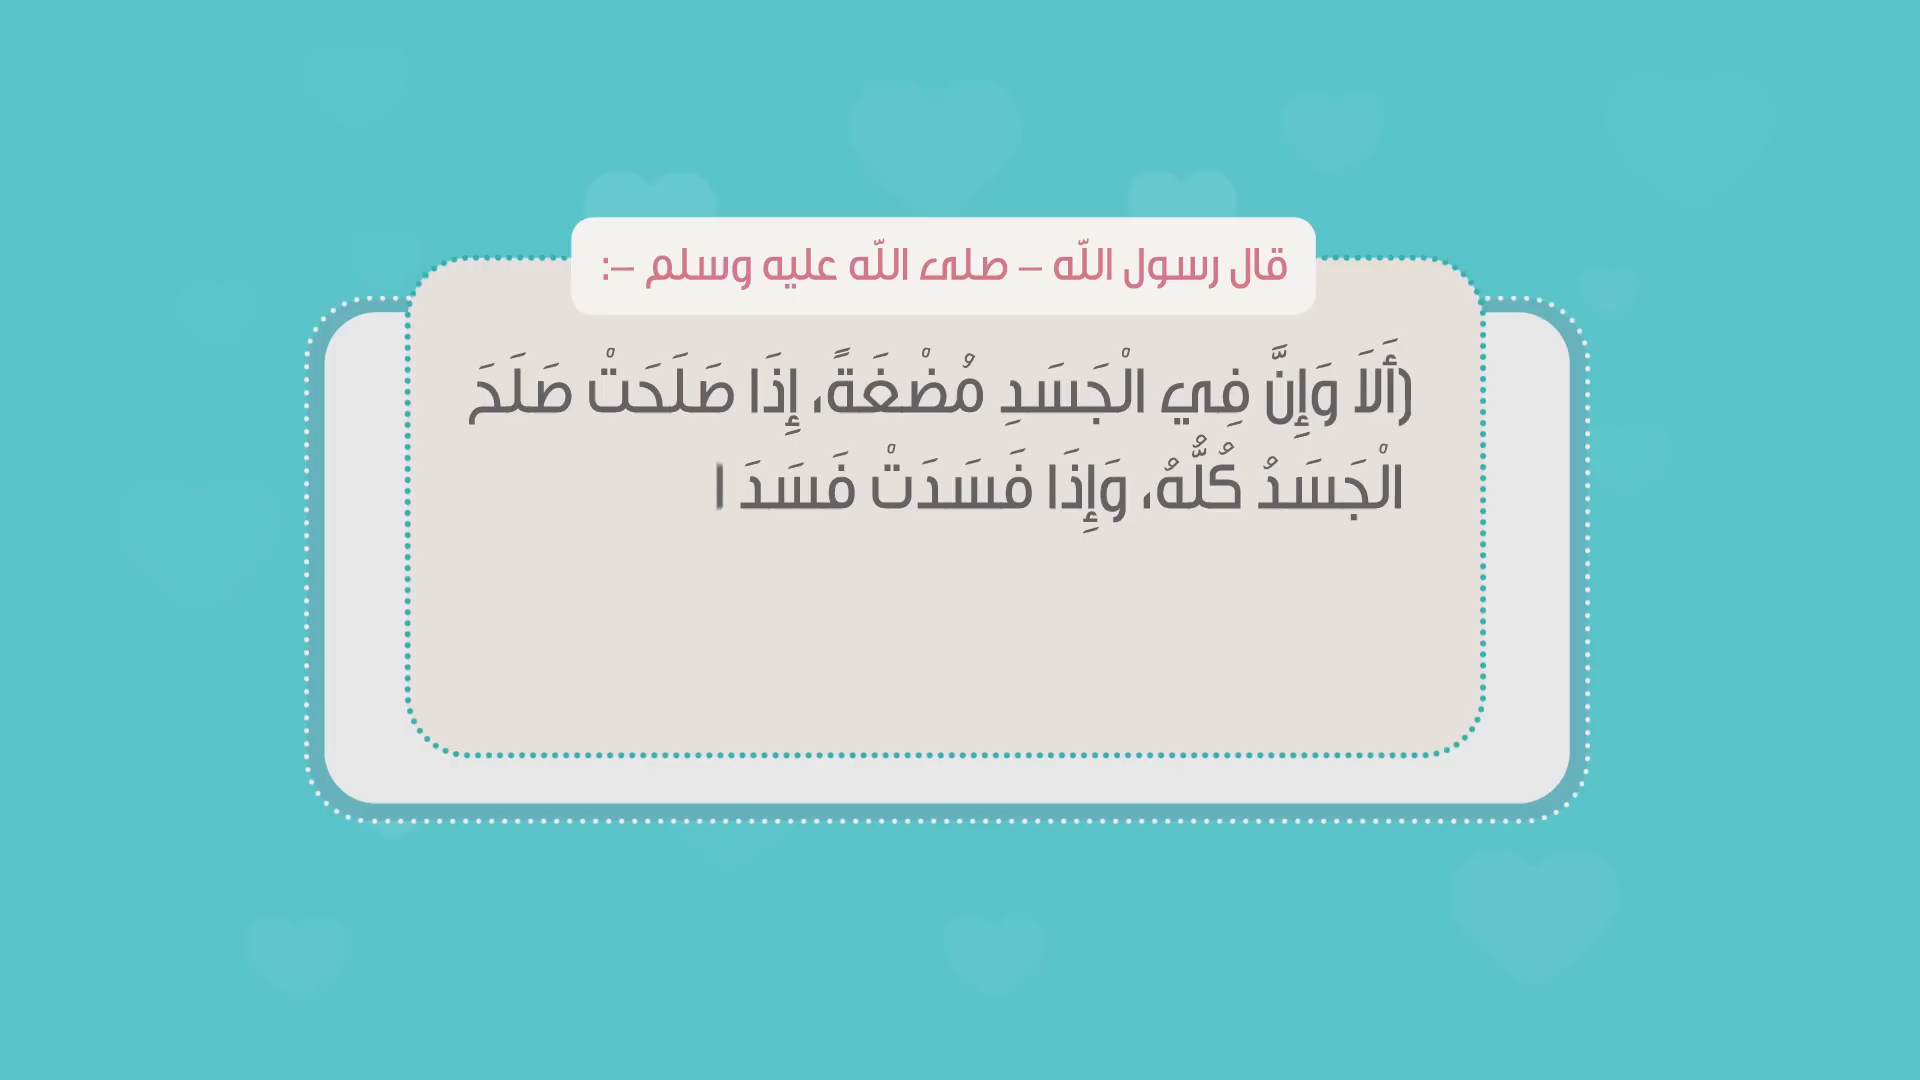 قال رسول الله – صلى الله عليه وسلم –:
(أَلَا وَإِنَّ فِي الْجَسَدِ مُضْغَةً، إِذَا صَلَحَتْ صَلَحَ
الْجَسَدُ كُلُّهُ، وَإِذَا فَسَدَتْ فَسَدَ ا